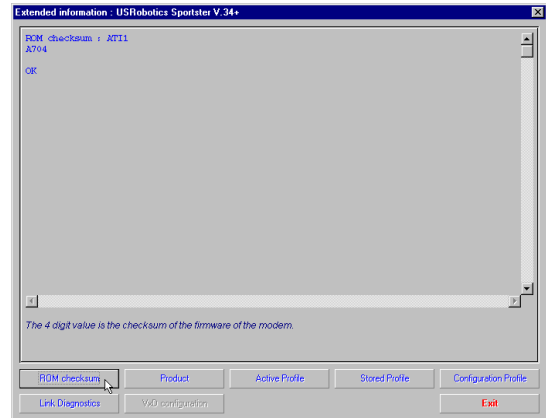 Extended information : USRobotics Sportster V.34+
ROM checksum : ATI1
A704
OK
The 4 digit value is the checksum of the firmware of the modem.
ROM checksum
Product
Active Profile
Stored Profile
Configuration Profile
Link Diagnostics
VxD configuration
Exit